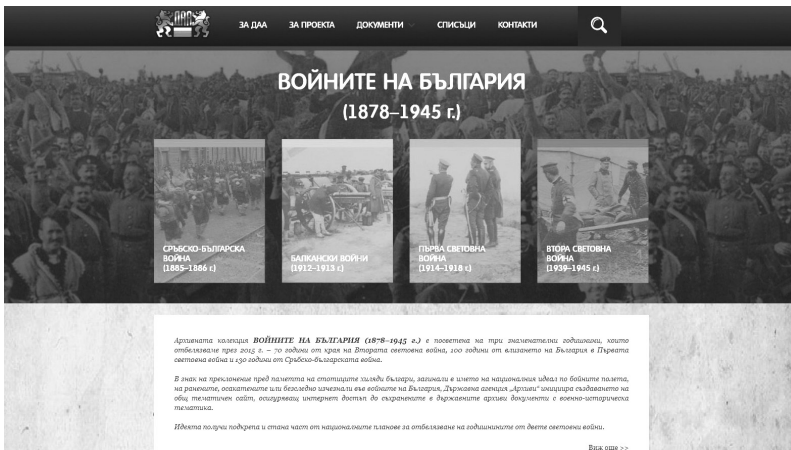 ДАА
ЗА ДАА
ЗА ПРОЕКТА
ДОКУМЕНТИ
СПИСЪЦИ
КОНТАКТИ
ВОЙНИТЕ НА БЪЛГАРИЯ
(1878–1945 г.)
СРЪБСКО-БЪЛГАРСКА
ВОЙНА
(1885–1886 г.)
БАЛКАНСКИ ВОЙНИ
(1912–1913 г.)
ПЪРВА СВЕТОВНА
ВОЙНА
(1914–1918 г.)
ВТОРА СВЕТОВНА
ВОЙНА
(1939–1945 г.)
Архивната колекция ВОЙНИТЕ НА БЪЛГАРИЯ (1878–1945 г.) е посветена на три знаменателни годишнини, които
отбелязваме през 2015 г. – 70 години от края на Втората световна война, 100 години от влизането на България в Първата
световна война и 130 години от Сръбско-българската война.
В знак на преклонение пред паметта на стотиците хиляди българи, загинали в името на националния идеал по бойните полета,
на ранените, осакатените или безследно изчезнали във войните на България, Държавна агенция „Архиви“ инициира създаването на
общ тематичен сайт, осигуряващ интернет достъп до съхранените в държавните архиви документи с военно-историческа
тематика.
Идеята получи подкрепа и стана част от националните планове за отбелязване на годишнините от двете световни войни.
Виж още >>